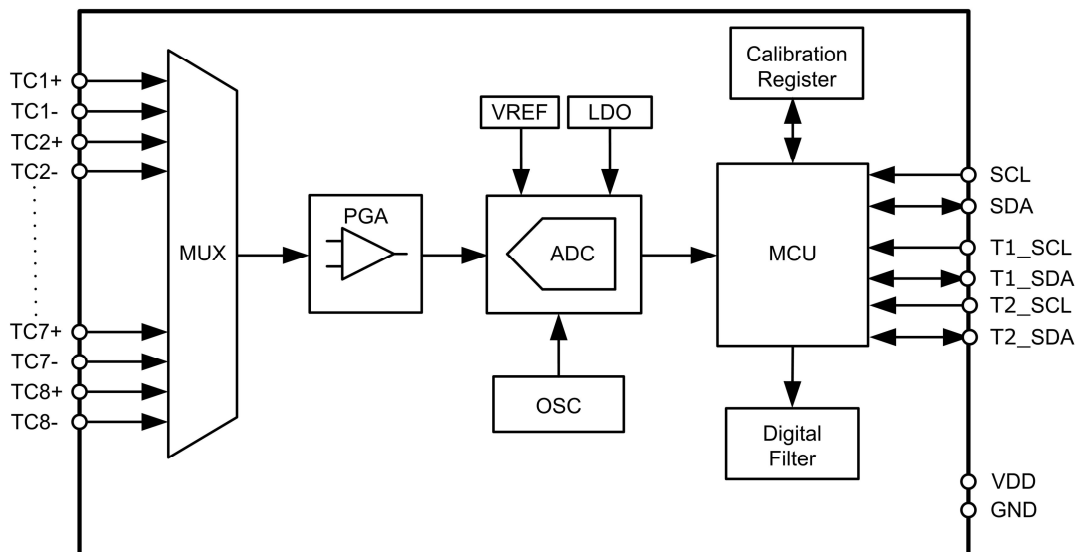 TC1+
TC1-
TC2+
TC2-
TC7+
TC7-
TC8+
TC8-
MUX
PGA
VREF
LDO
ADC
OSC
Calibration
Register
MCU
Digital
Filter
SCL
SDA
T1_SCL
T1_SDA
T2_SCL
T2_SDA
VDD
GND